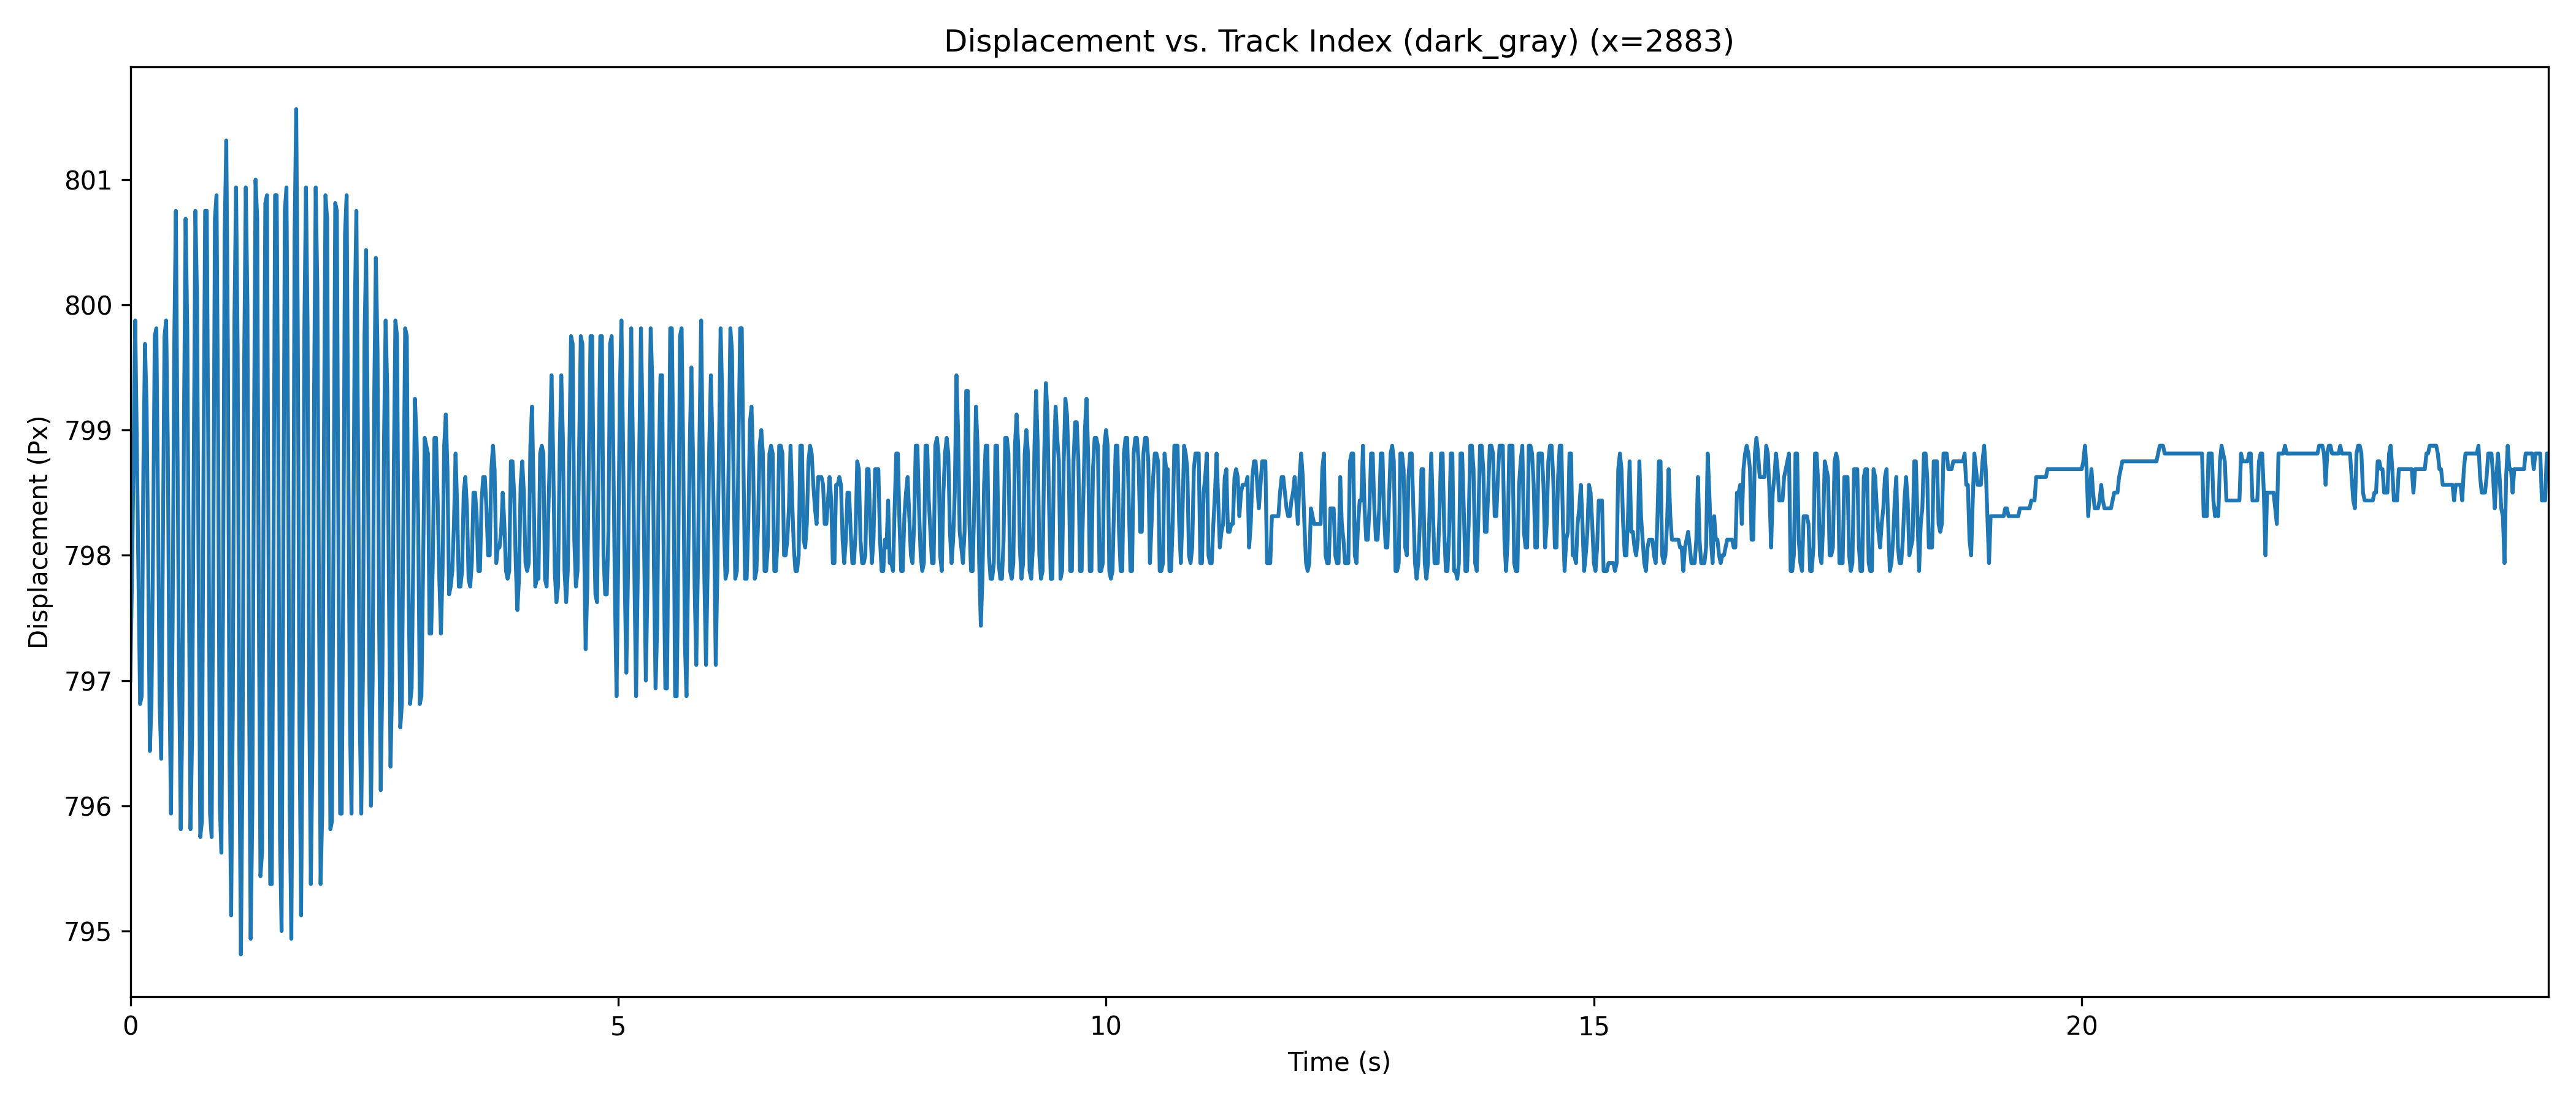 Displacement vs. Track Index (dark_gray) (x=2883)
Displacement (Px)
801
800
799
798
797
796
795
0 5 10 15 20
Time (s)